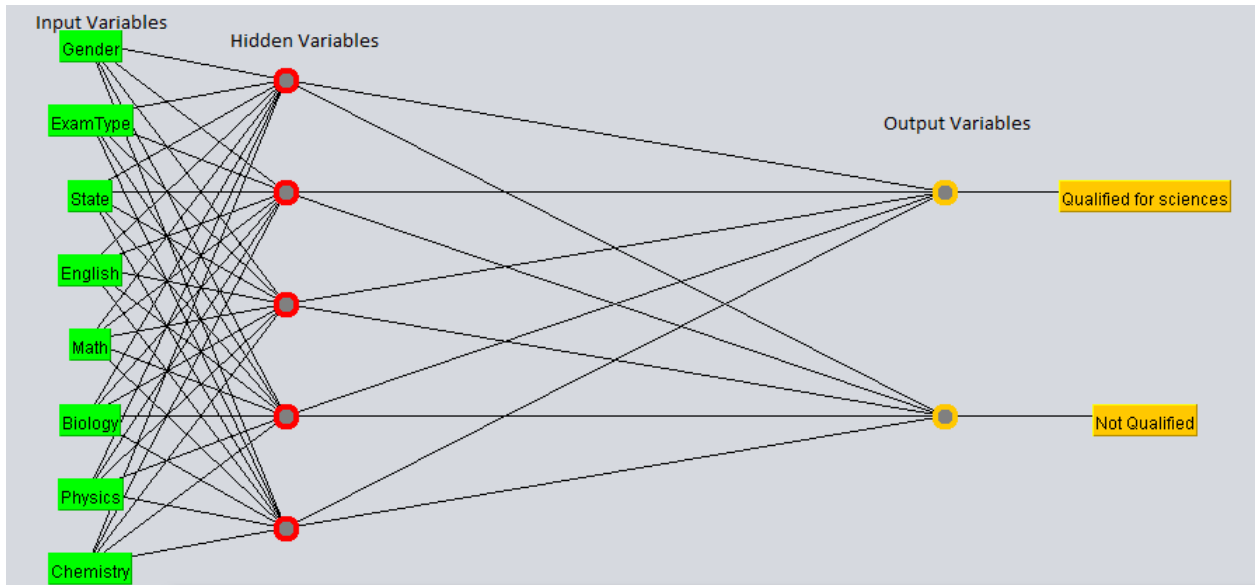 Input Variables
Hidden Variables
Output Variables
Gender
ExamType
State
English
Math
Biology
Physics
Chemistry
Qualified for sciences
Not Qualified